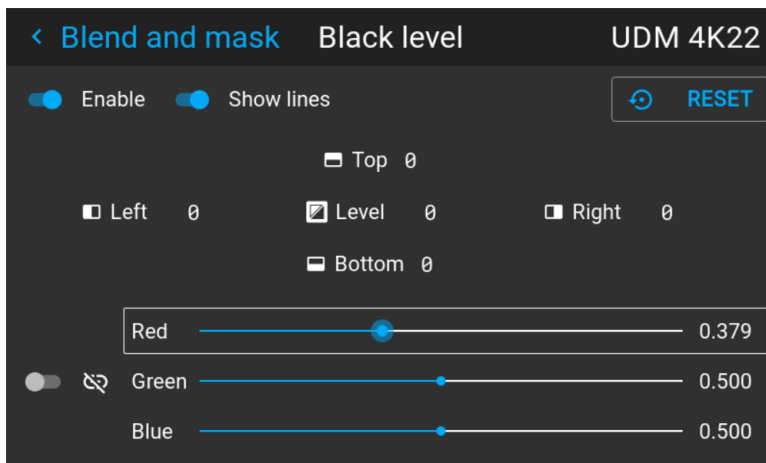 Blend and mask Black level UDM 4K22
Enable Show lines RESET
Top 0
Left 0 Level 0 Right 0
Bottom 0
Red 0.379
Green 0.500
Blue 0.500